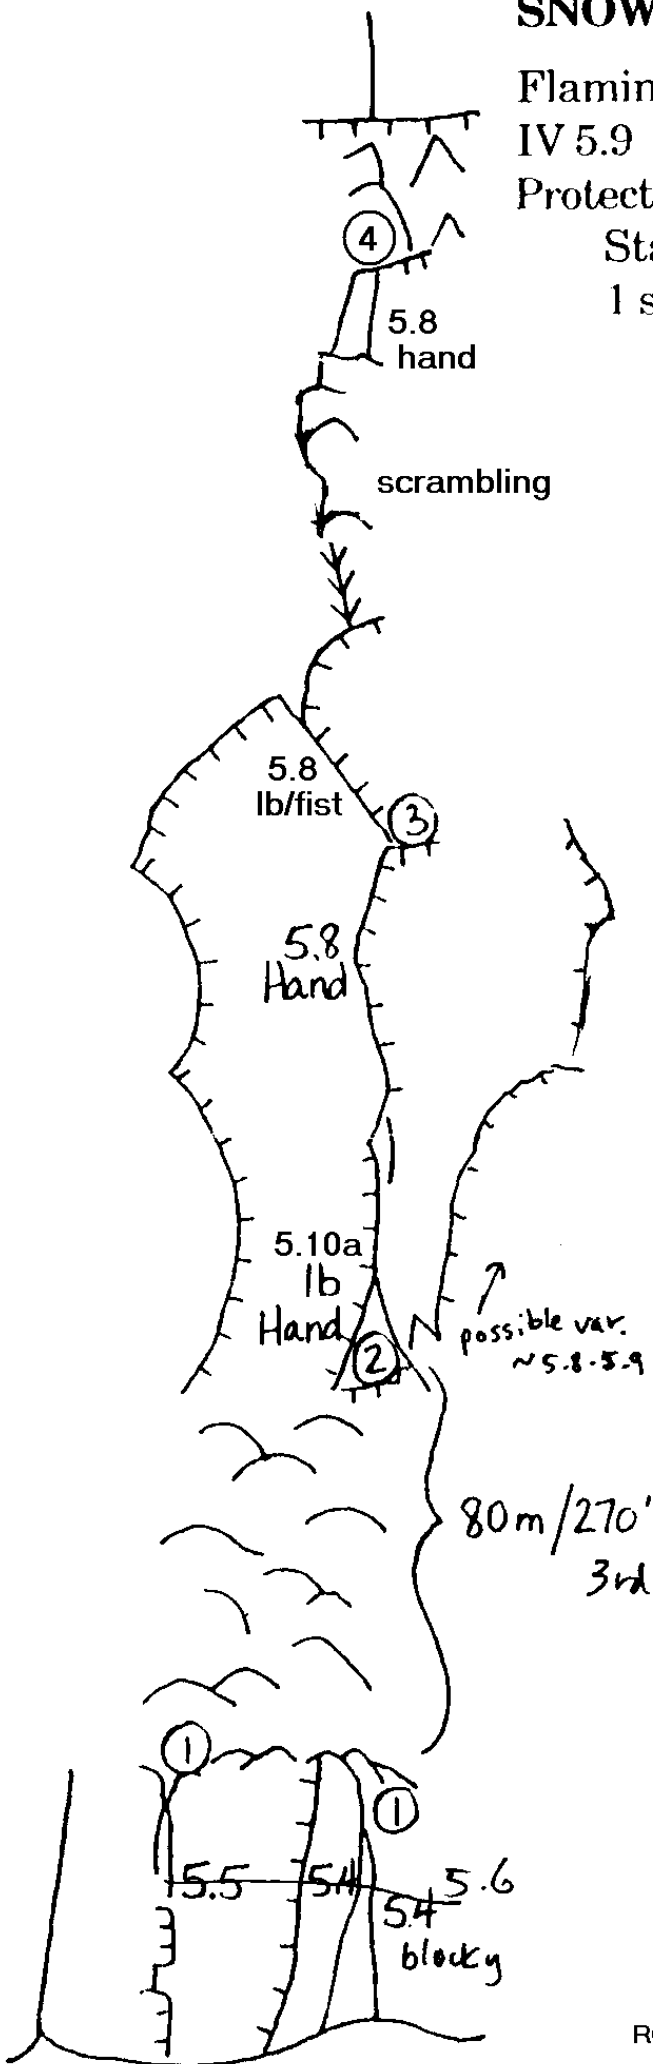 SNOW
Flamin
IV 5.9
Protect
Sta
1 s
4
5.8
hand
scrambling
5.8
lb/fist
3
5.8
Hand
5.10a
lb
Hand
2
possible var.
~5.8-5.9
80m/270'
3rd
1
1
5.5 5.4 5.6
5.4
blocky
R